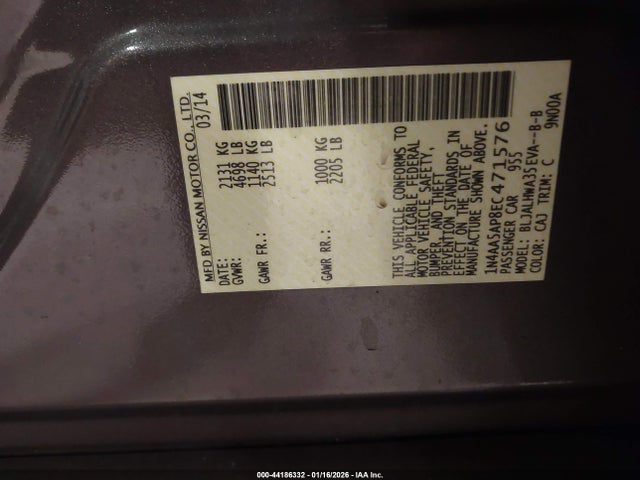 MFD BY NISSAN MOTOR CO., LTD.
DATE: 03/14
GVWR: 2131 KG
4698 LB
GAWR FR.: 1140 KG
2513 LB
GAWR RR.: 1000 KG
2205 LB
THIS VEHICLE CONFORMS TO
ALL APPLICABLE FEDERAL
MOTOR VEHICLE SAFETY,
BUMPER, AND THEFT
PREVENTION STANDARDS IN
EFFECT ON THE DATE OF
MANUFACTURE SHOWN ABOVE.
1N4AA5AP8EC471576
PASSENGER CAR 955
MODEL: BLJALHWA35EVA--B-B
COLOR: CAJ TRIM: C 9N00A
000-44186332 - 01/16/2026 - IAA Inc.